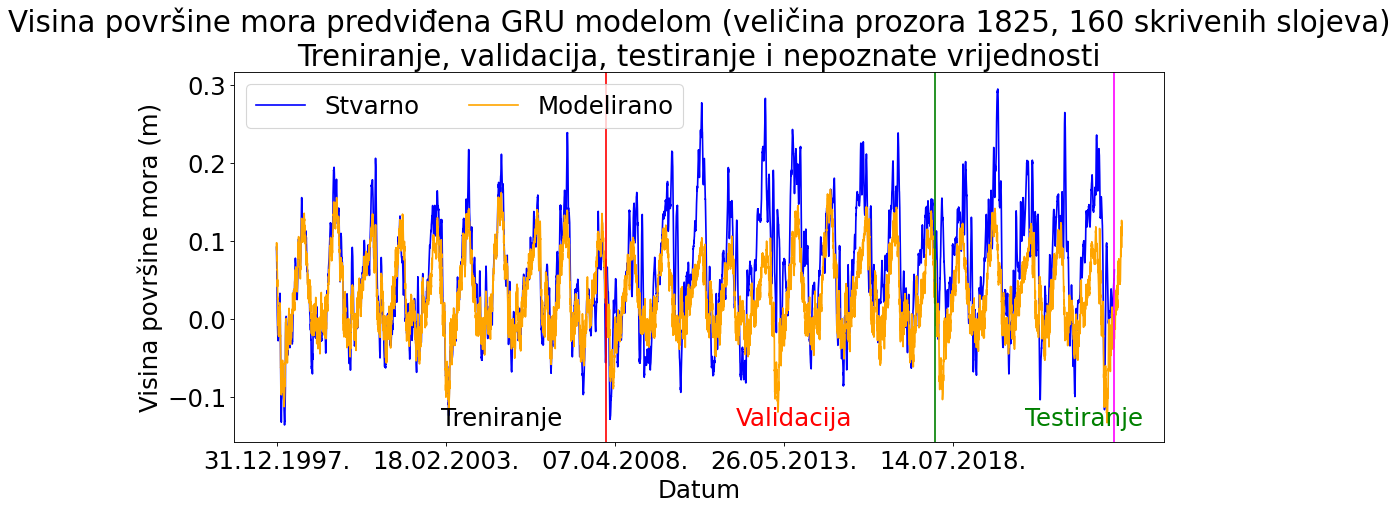 Visina površine mora predviđena GRU modelom (veličina prozora 1825, 160 skrivenih slojeva)
Treniranje, validacija, testiranje i nepoznate vrijednosti
Stvarno
Modelirano
Visina površine mora (m)
0.3
0.2
0.1
0.0
−0.1
Treniranje
Validacija
Testiranje
31.12.1997.
18.02.2003.
07.04.2008.
26.05.2013.
14.07.2018.
Datum